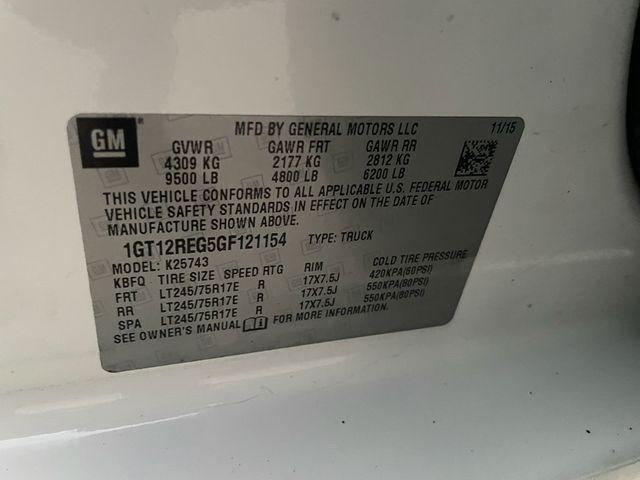 GM
MFD BY GENERAL MOTORS LLC 11/15
GVWR GAWR FRT GAWR RR
4309 KG 2177 KG 2812 KG
9500 LB 4800 LB 6200 LB
THIS VEHICLE CONFORMS TO ALL APPLICABLE U.S. FEDERAL MOTOR
VEHICLE SAFETY STANDARDS IN EFFECT ON THE DATE OF
MANUFACTURE SHOWN ABOVE.
1GT12REG5GF121154 TYPE: TRUCK
MODEL: K25743
KBFQ TIRE SIZE SPEED RTG RIM COLD TIRE PRESSURE
FRT LT245/75R17E R 17X7.5J 420KPA(60PSI)
RR LT245/75R17E R 17X7.5J 550KPA(80PSI)
SPA LT245/75R17E R 17X7.5J 550KPA(80PSI)
SEE OWNER'S MANUAL FOR MORE INFORMATION.